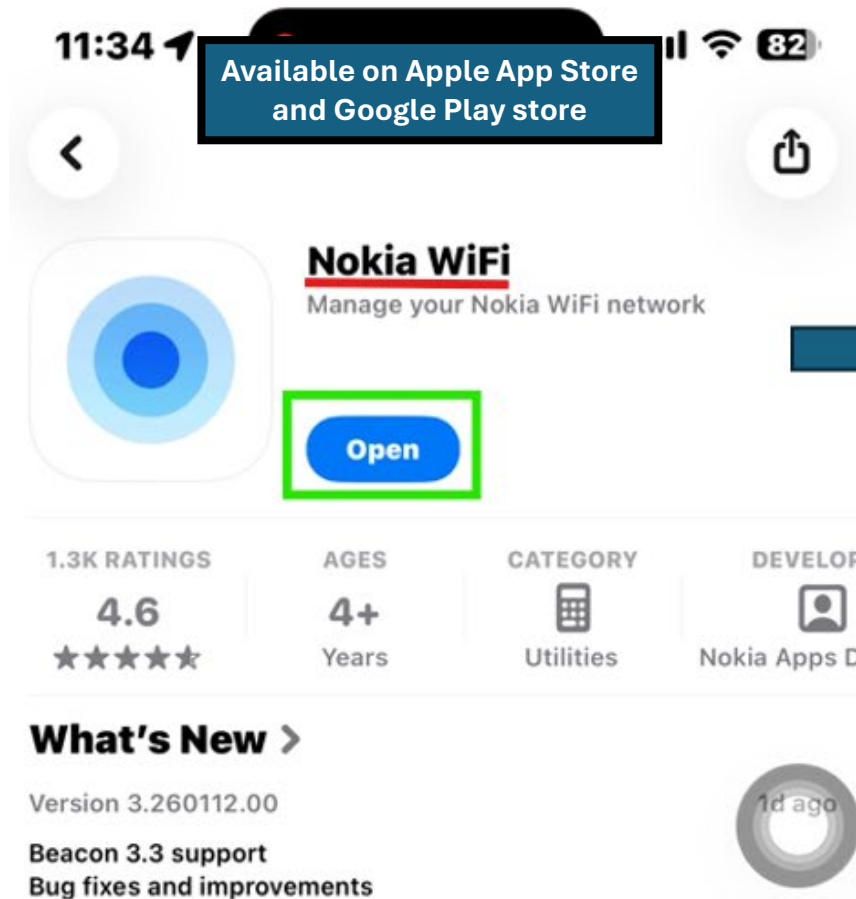 11:34
82
Available on Apple App Store
and Google Play store
Nokia WiFi
Manage your Nokia WiFi network
Open
1.3K RATINGS
4.6
AGES
4+
Years
CATEGORY
Utilities
DEVELOP
Nokia Apps D
What's New
Version 3.260112.00
1d ago
Beacon 3.3 support
Bug fixes and improvements